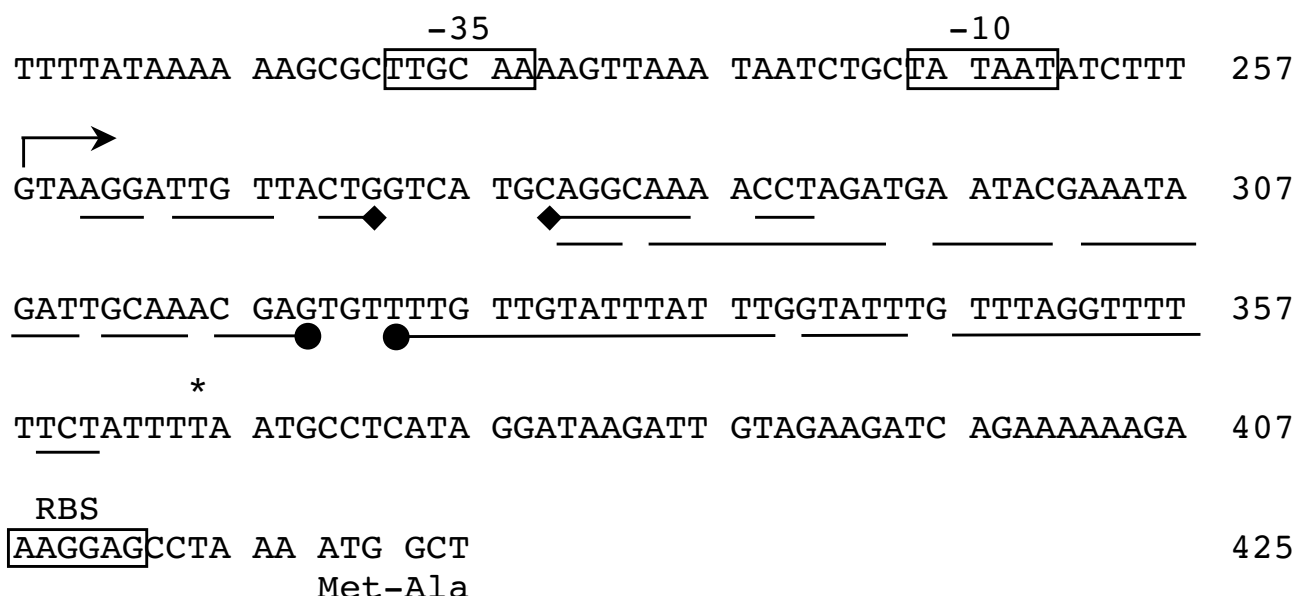 -35 -10
TTTTATAAAA AAGCGCTTGC AAAAGTTAAA TAATCTGCTA TAATATCTTT 257
GTAAGGATTG TTACTGGTCA TGCAGGCAAA ACCTAGATGA ATACGAAATA 307
GATTGCAAAC GAGTGTTTTG TTGTATTTAT TTGGTATTTG TTTAGGTTTT 357
*
TTCTATTTTA ATGCCTCATA GGATAAGATT GTAGAAGATC AGAAAAAAGA 407
RBS
AAGGAGCCTA AA ATG GCT 425
Met-Ala